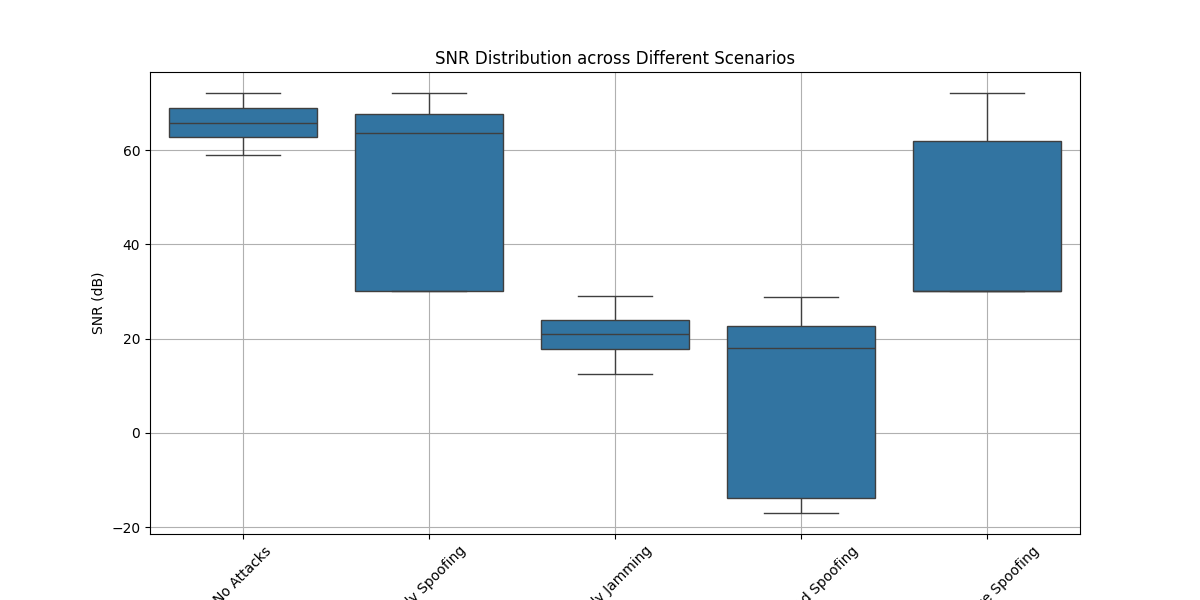 SNR Distribution across Different Scenarios
SNR (dB)
60
40
20
0
−20
No Attacks
Spoofing
Jamming
Spoofing
Spoofing